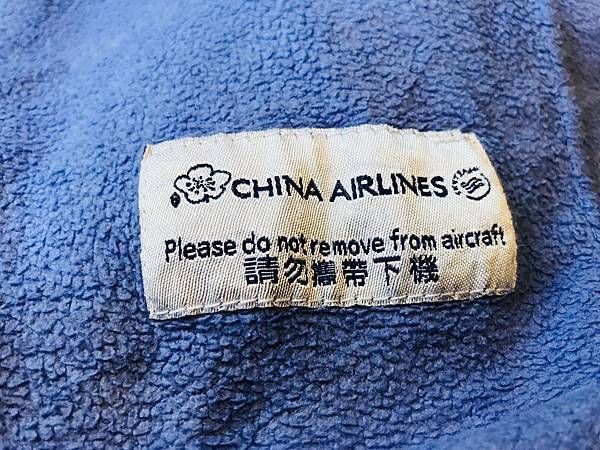 CHINA AIRLINES
Please do not remove from aircraft
請勿攜帶下機